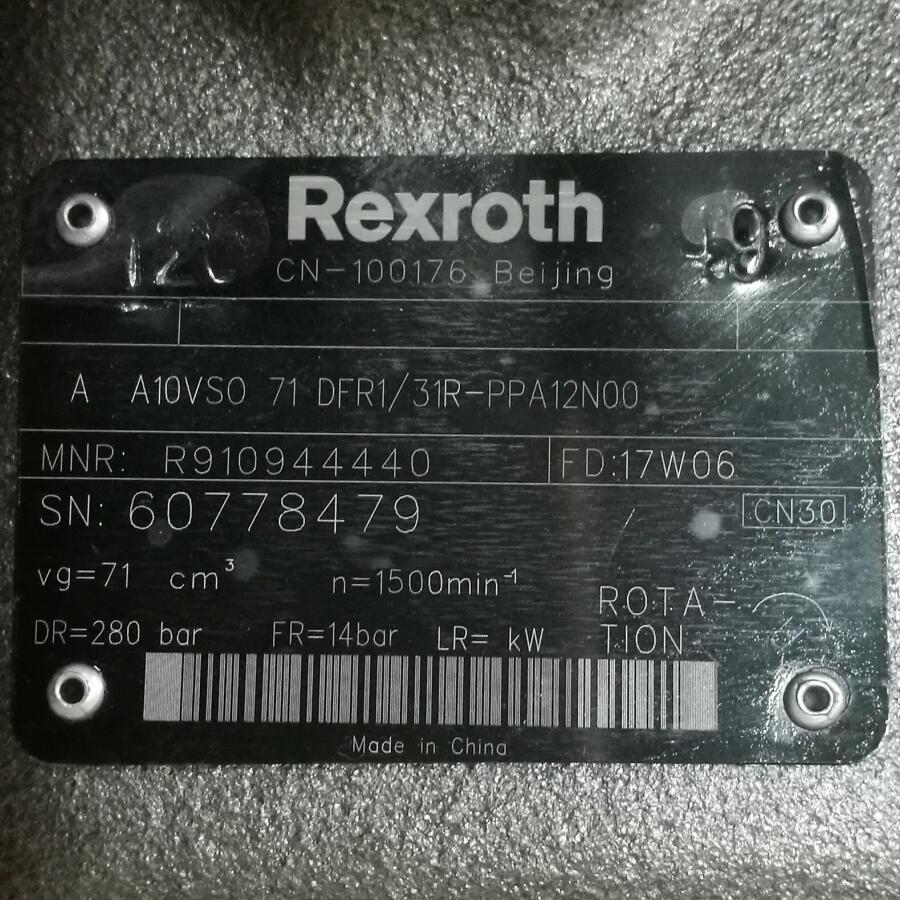 Rexroth
CN-100176 Beijing
A A10VSO 71 DFR1/31R-PPA12N00
MNR: R910944440 FD:17W06
SN: 60778479 CN30
vg=71 cm³ n=1500min⁻¹
ROTA-
DR=280 bar FR=14bar LR= kW TION
Made in China